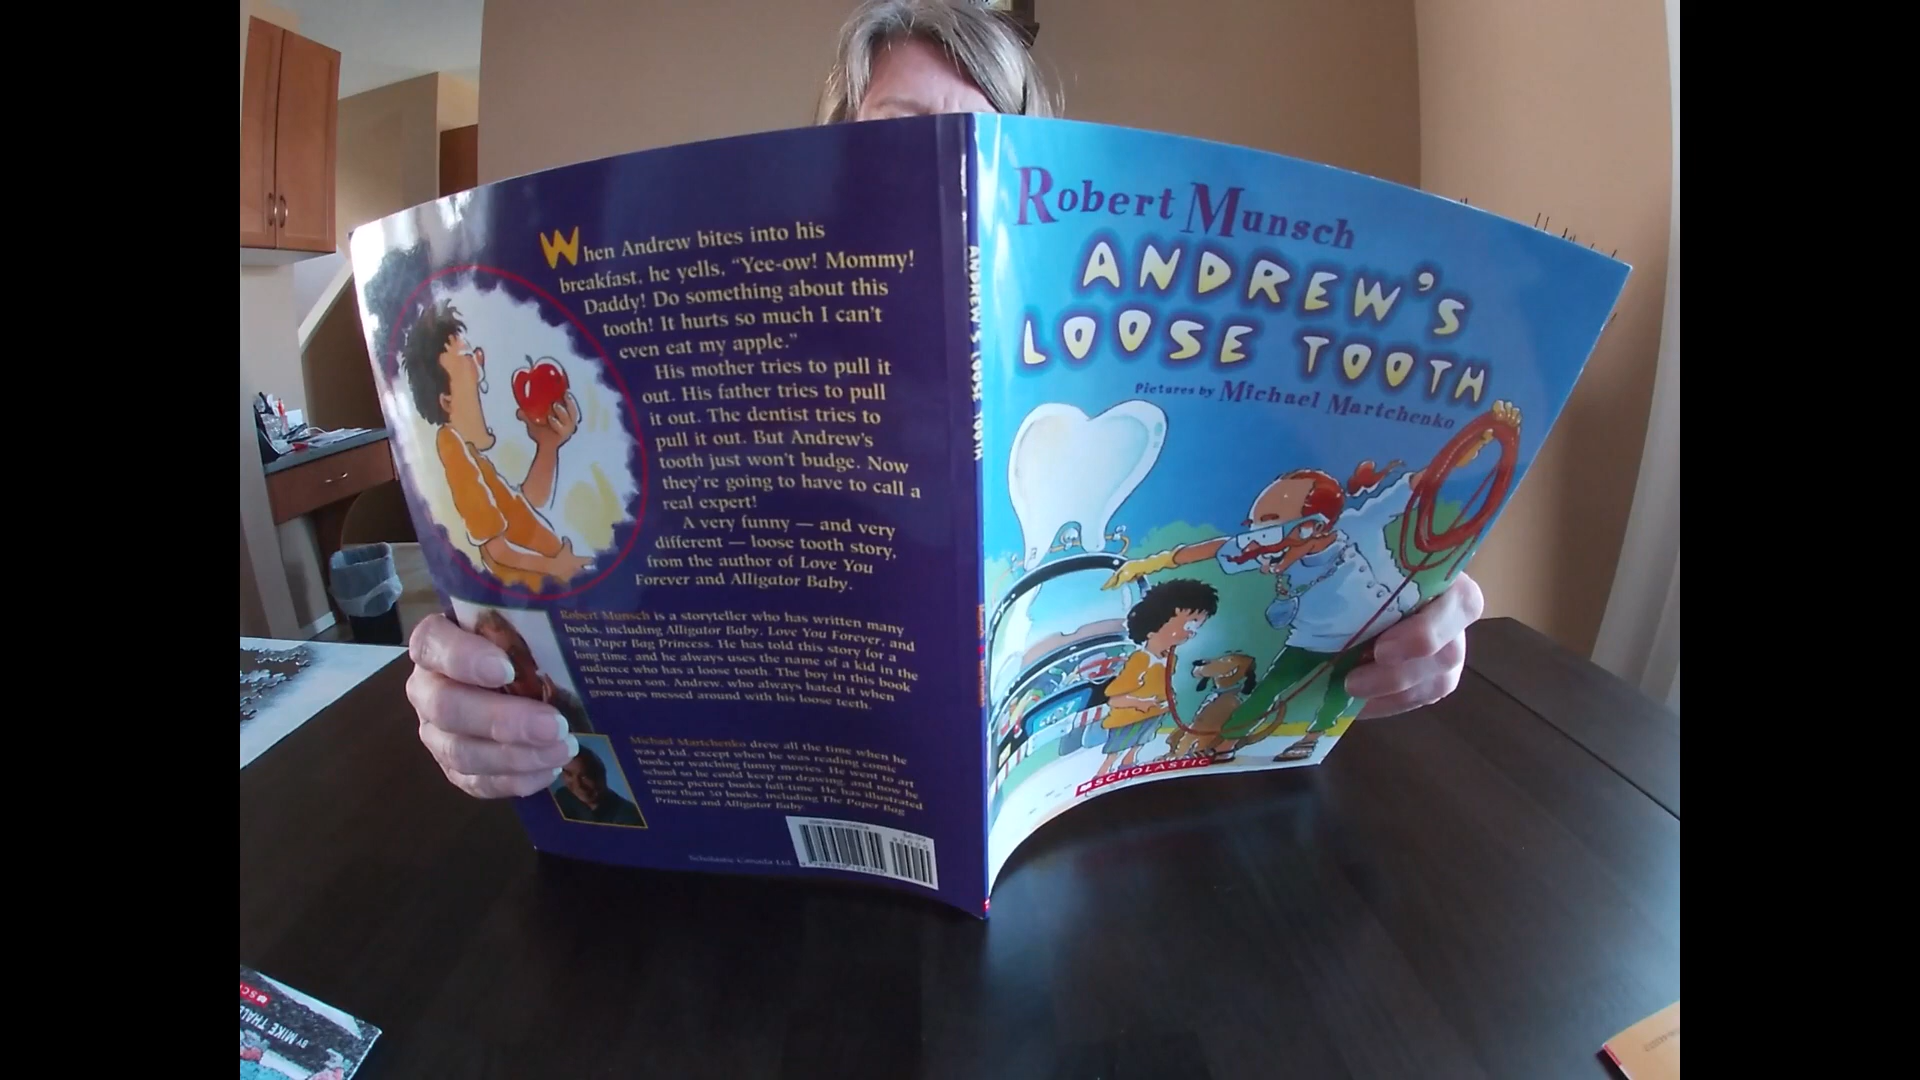 When Andrew bites into his
breakfast, he yells, "Yee-ow! Mommy!
Daddy! Do something about this
tooth! It hurts so much I can't
even eat my apple."
His mother tries to pull it
out. His father tries to pull
it out. The dentist tries to
pull it out. But Andrew's
tooth just won't budge. Now
they're going to have to call a
real expert!
A very funny — and very
different — loose tooth story,
from the author of Love You
Forever and Alligator Baby.
Robert Munsch is a storyteller who has written many
books, including Alligator Baby, Love You Forever, and
The Paper Bag Princess. He has told this story for a
long time, and he always uses the name of a kid in the
audience who has a loose tooth. The boy in this book
is his own son, Andrew, who always hated it when
grown-ups messed around with his loose teeth.
Michael Martchenko drew all the time when he
was a kid, except when he was reading comic
books or watching funny movies. He went to art
school so he could keep on drawing, and now he
creates picture books full-time. He has illustrated
more than 30 books, including The Paper Bag
Princess and Alligator Baby.
Scholastic Canada Ltd.
ANDREW'S LOOSE TOOTH
Robert Munsch
ANDREW'S
LOOSE TOOTH
Pictures by Michael Martchenko
SCHOLASTIC
BY MIKE THAL